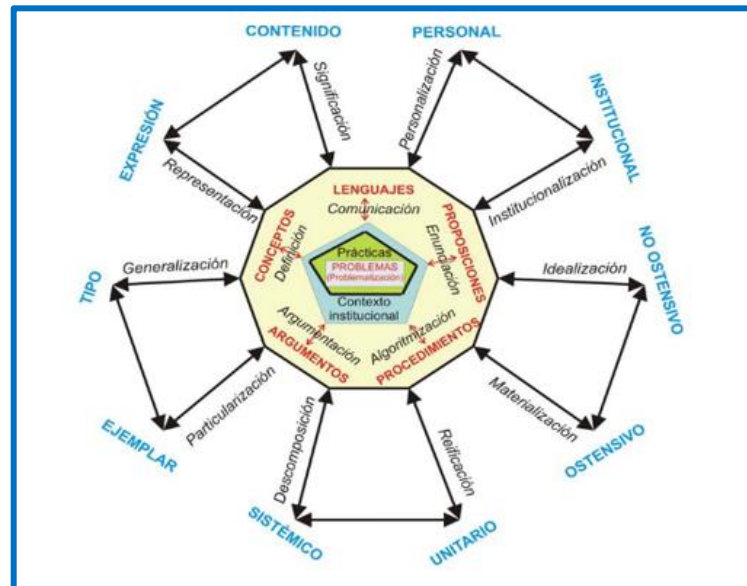 CONTENIDO
PERSONAL
Significación
Personalización
EXPRESIÓN
INSTITUCIONAL
Representación
Institucionalización
LENGUAJES
Comunicación
CONCEPTOS
Definición
PROPOSICIONES
Enunciación
Prácticas
PROBLEMAS
(Problematización)
Contexto
institucional
TIPO
Generalización
Idealización
NO OSTENSIVO
Argumentación
ARGUMENTOS
Algoritmización
PROCEDIMIENTOS
EJEMPLAR
Particularización
Materialización
OSTENSIVO
Descomposición
Reificación
SISTÉMICO
UNITARIO